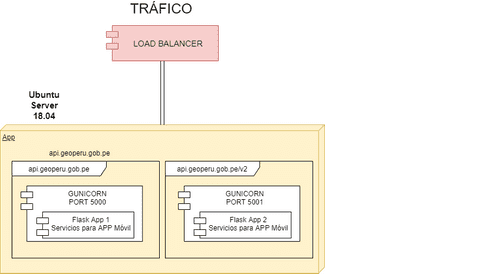 TRÁFICO
LOAD BALANCER
Ubuntu
Server
18.04
App
api.geoperu.gob.pe
api.geoperu.gob.pe
GUNICORN
PORT 5000
Flask App 1
Servicios para APP Móvil
api.geoperu.gob.pe/v2
GUNICORN
PORT 5001
Flask App 2
Servicios para APP Móvil